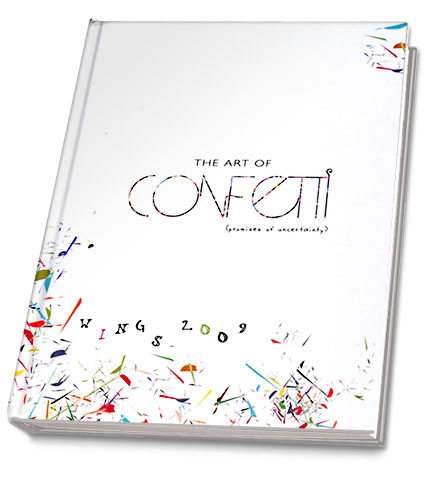 THE ART OF
CONFETTI
(promises of uncertainty)
WINGS 2009